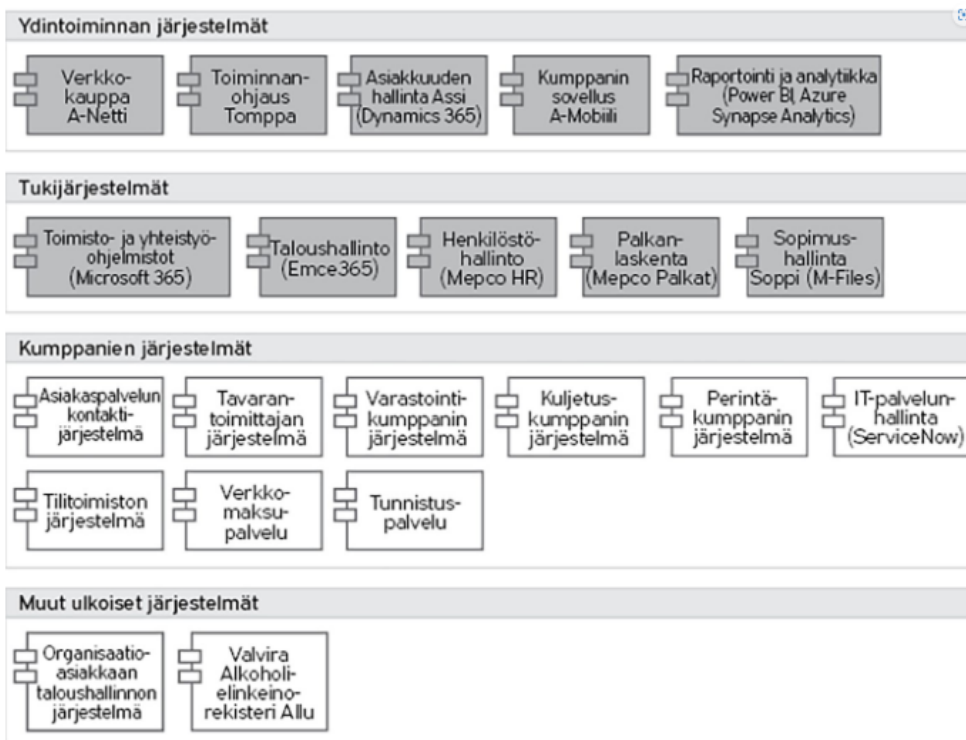 Ydintoiminnan järjestelmät
Verkko-
kauppa
A-Netti
Toiminnan-
ohjaus
Tomppa
Asiakkuuden
hallinta Assi
(Dynamics 365)
Kumppanin
sovellus
A-Mobiili
Raportointi ja analytiikka
(Power BI, Azure
Synapse Analytics)
Tukijärjestelmät
Toimisto- ja yhteistyö-
ohjelmistot
(Microsoft 365)
Taloushallinto
(Emce365)
Henkilöstö-
hallinto
(Mepco HR)
Palkan-
laskenta
(Mepco Palkat)
Sopimus-
hallinta
Soppi (M-Files)
Kumppanien järjestelmät
Asiakaspalvelun
kontakti-
järjestelmä
Tavaran-
toimittajan
järjestelmä
Varastointi-
kumppanin
järjestelmä
Kuljetus-
kumppanin
järjestelmä
Perintä-
kumppanin
järjestelmä
IT-palvelun-
hallinta
(ServiceNow)
Tilitoimiston
järjestelmä
Verkko-
maksu-
palvelu
Tunnistus-
palvelu
Muut ulkoiset järjestelmät
Organisaatio-
asiakkaan
taloushallinnon
järjestelmä
Valvira
Alkoholi-
elinkeino-
rekisteri Allu